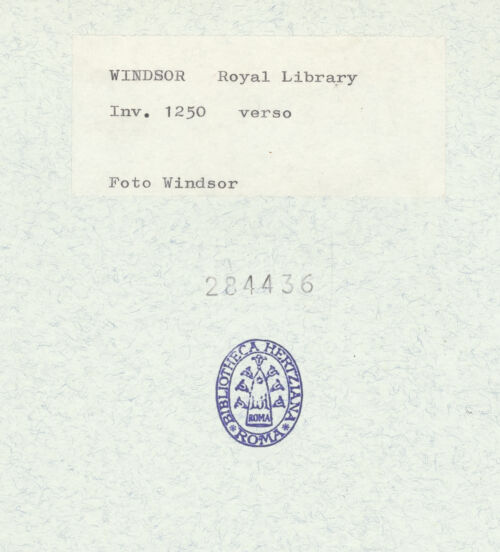 WINDSOR Royal Library
Inv. 1250 verso
Foto Windsor
284436
BIBLIOTHECA HERTZIANA
ROMA
* ROMA *